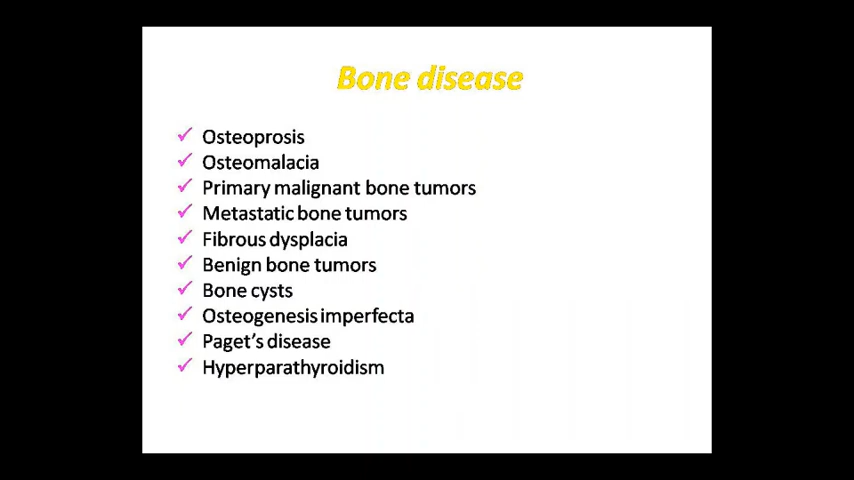 Bone disease
Osteoprosis
Osteomalacia
Primary malignant bone tumors
Metastatic bone tumors
Fibrous dysplacia
Benign bone tumors
Bone cysts
Osteogenesis imperfecta
Paget's disease
Hyperparathyroidism